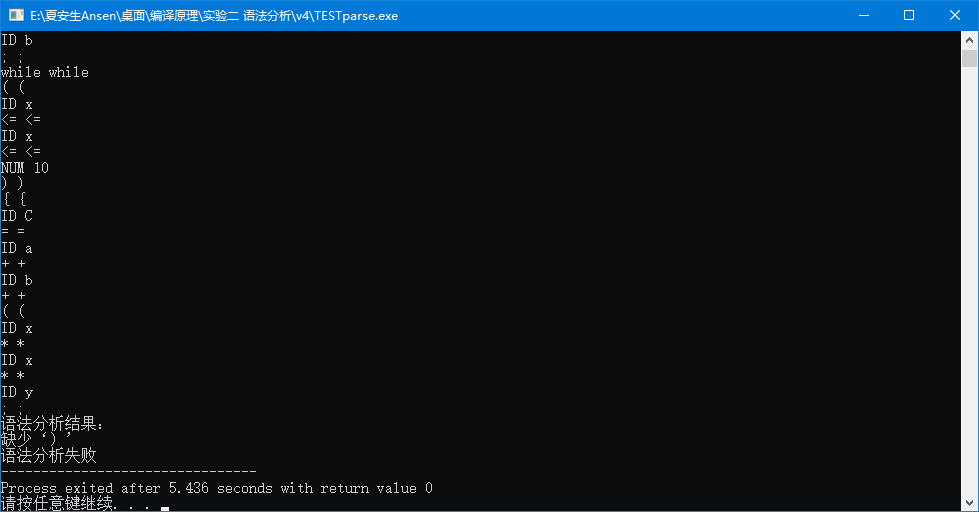 E:\夏安生Ansen\桌面\编译原理\实验二 语法分析\v4\TESTparse.exe
ID b
; ;
while while
( (
ID x
<= <=
ID x
<= <=
NUM 10
) )
{ {
ID C
= =
ID a
+ +
ID b
+ +
( (
ID x
* *
ID x
* *
ID y
; ;
语法分析结果:
缺少‘)’
语法分析失败
--------------------------------
Process exited after 5.436 seconds with return value 0
请按任意键继续. . .